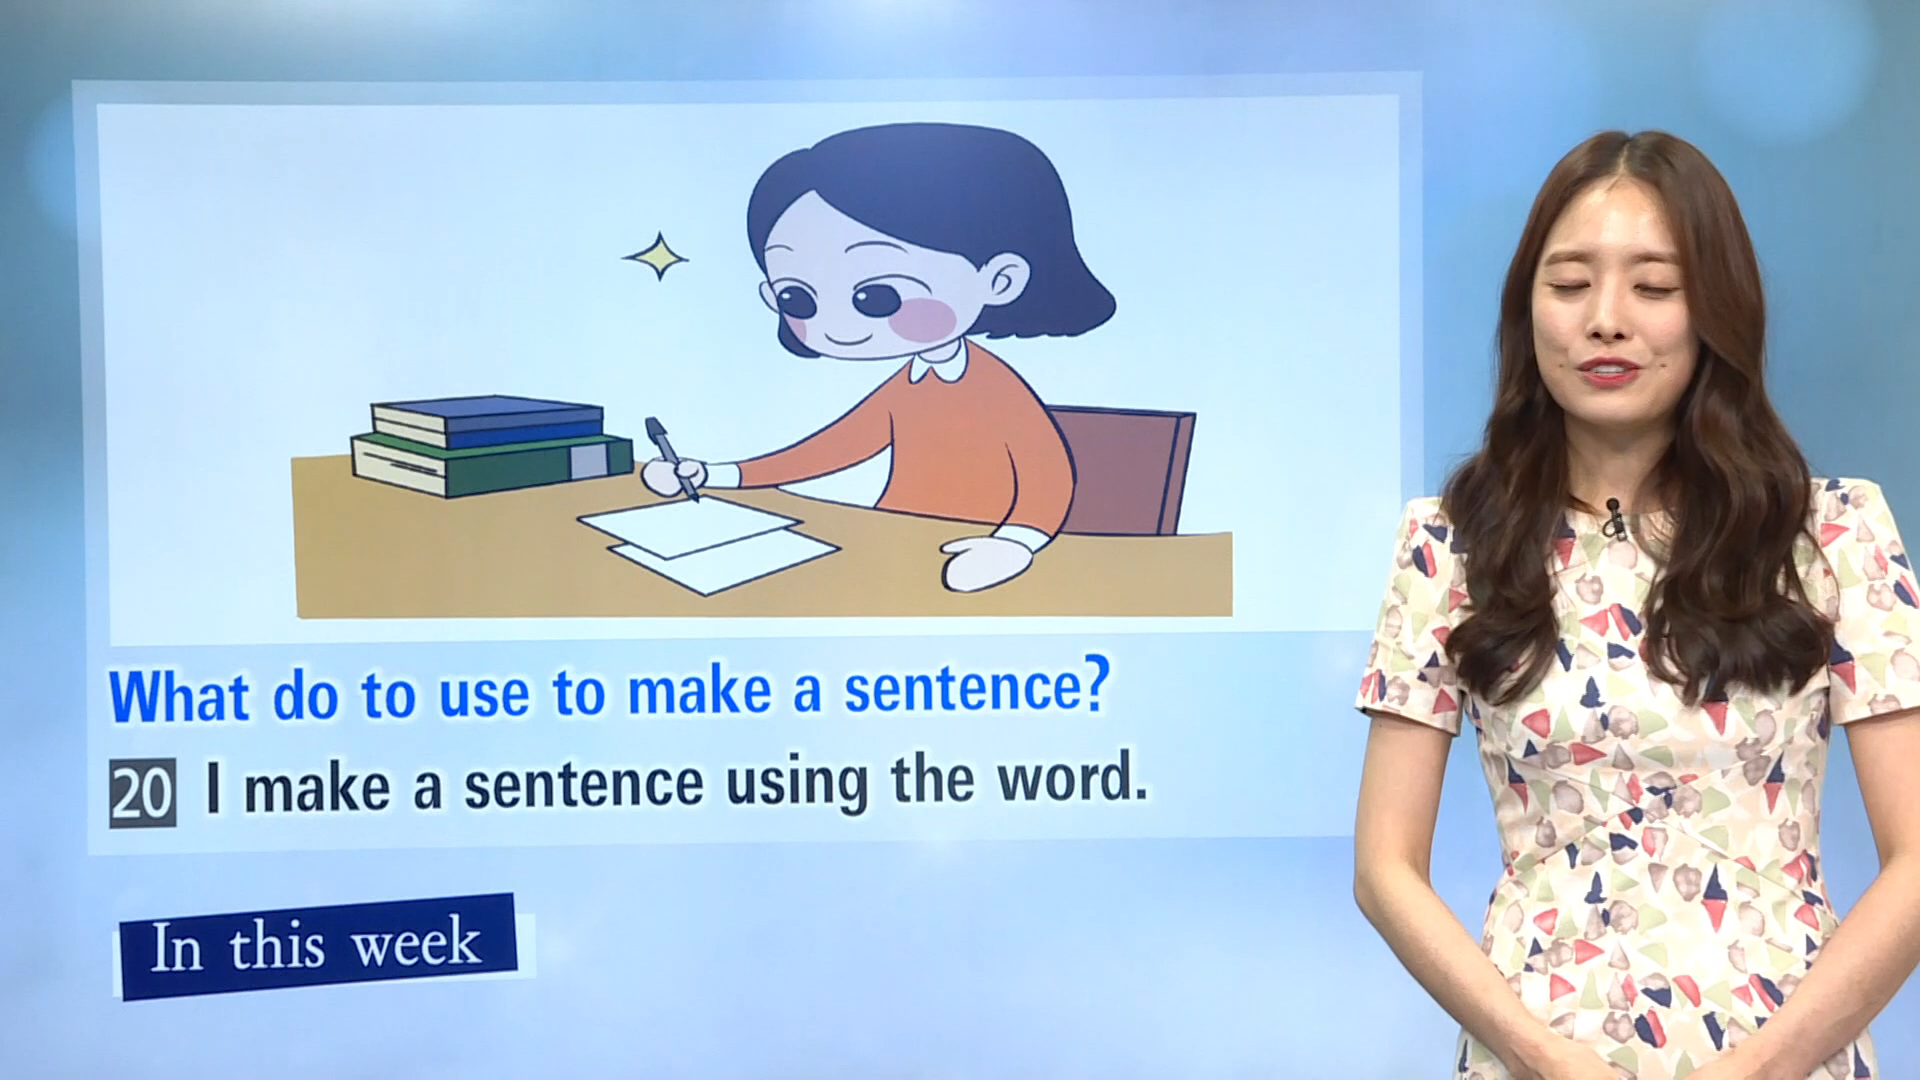 What do to use to make a sentence?
20 I make a sentence using the word.
In this week